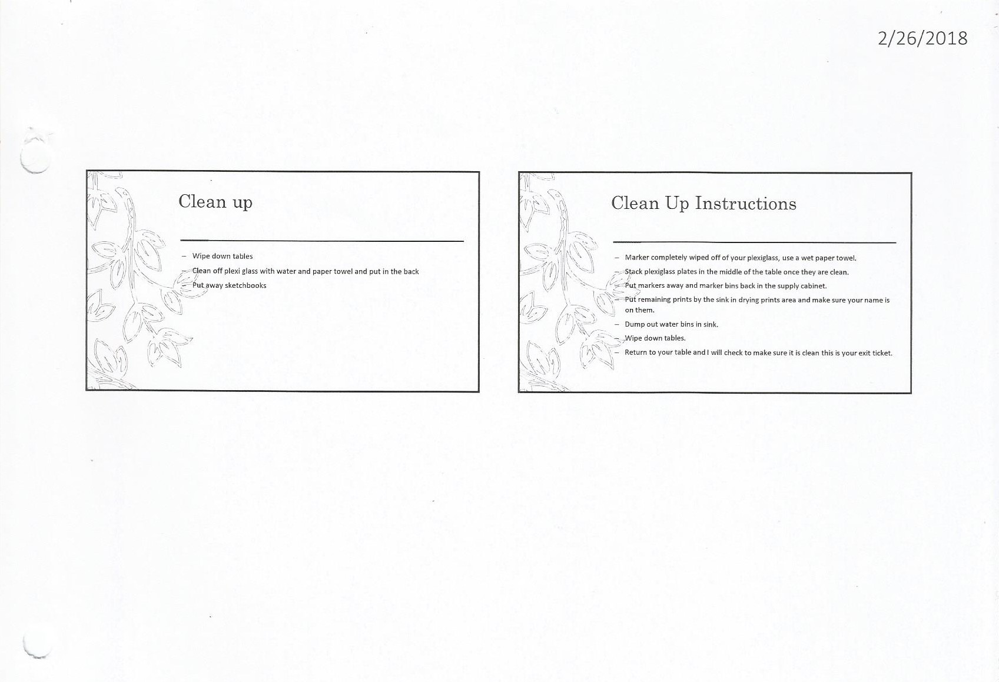 2/26/2018
Clean up
– Wipe down tables
– Clean off plexi glass with water and paper towel and put in the back
– Put away sketchbooks
Clean Up Instructions
– Marker completely wiped off of your plexiglass, use a wet paper towel.
– Stack plexiglass plates in the middle of the table once they are clean.
– Put markers away and marker bins back in the supply cabinet.
– Put remaining prints by the sink in drying prints area and make sure your name is
on them.
– Dump out water bins in sink.
– Wipe down tables.
– Return to your table and I will check to make sure it is clean this is your exit ticket.